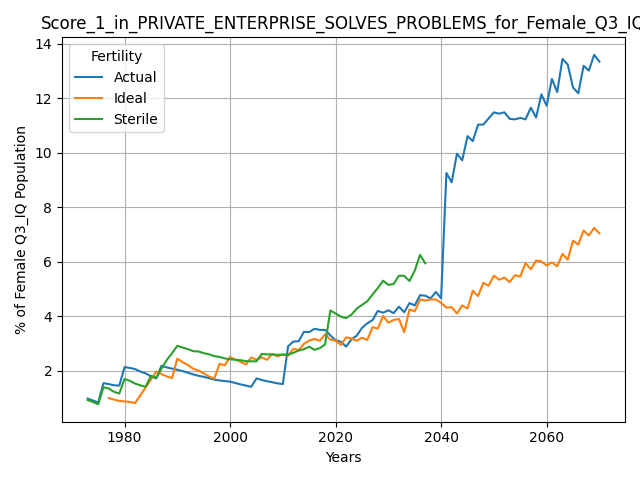 Score_1_in_PRIVATE_ENTERPRISE_SOLVES_PROBLEMS_for_Female_Q3_IQ
Fertility
Actual
Ideal
Sterile
% of Female Q3_IQ Population
14
12
10
8
6
4
2
1980 2000 2020 2040 2060
Years